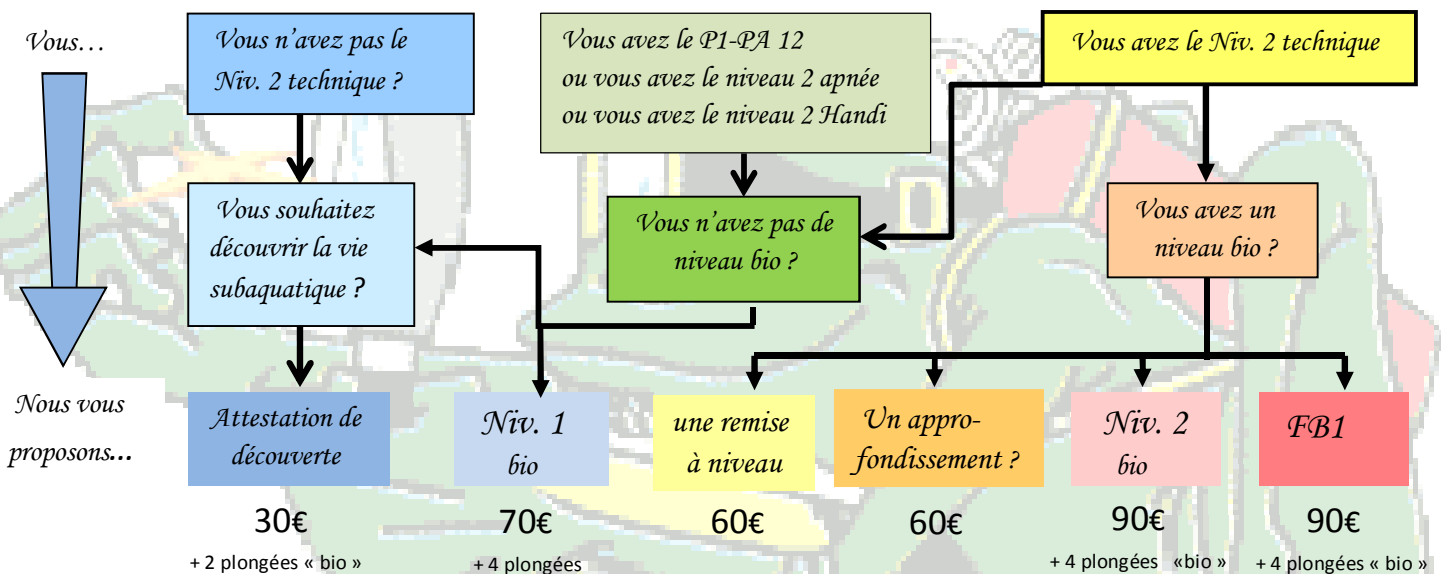 Vous…
Vous n'avez pas le
Niv. 2 technique ?
Vous avez le P1-PA 12
ou vous avez le niveau 2 apnée
ou vous avez le niveau 2 Handi
Vous avez le Niv. 2 technique
Vous souhaitez
découvrir la vie
subaquatique ?
Vous n'avez pas de
niveau bio ?
Vous avez un
niveau bio ?
Nous vous
proposons...
Attestation de
découverte
Niv. 1
bio
une remise
à niveau
Un appro-
fondissement ?
Niv. 2
bio
FB1
30€
70€
60€
60€
90€
90€
+ 2 plongées « bio »
+ 4 plongées
+ 4 plongées «bio »
+ 4 plongées « bio »